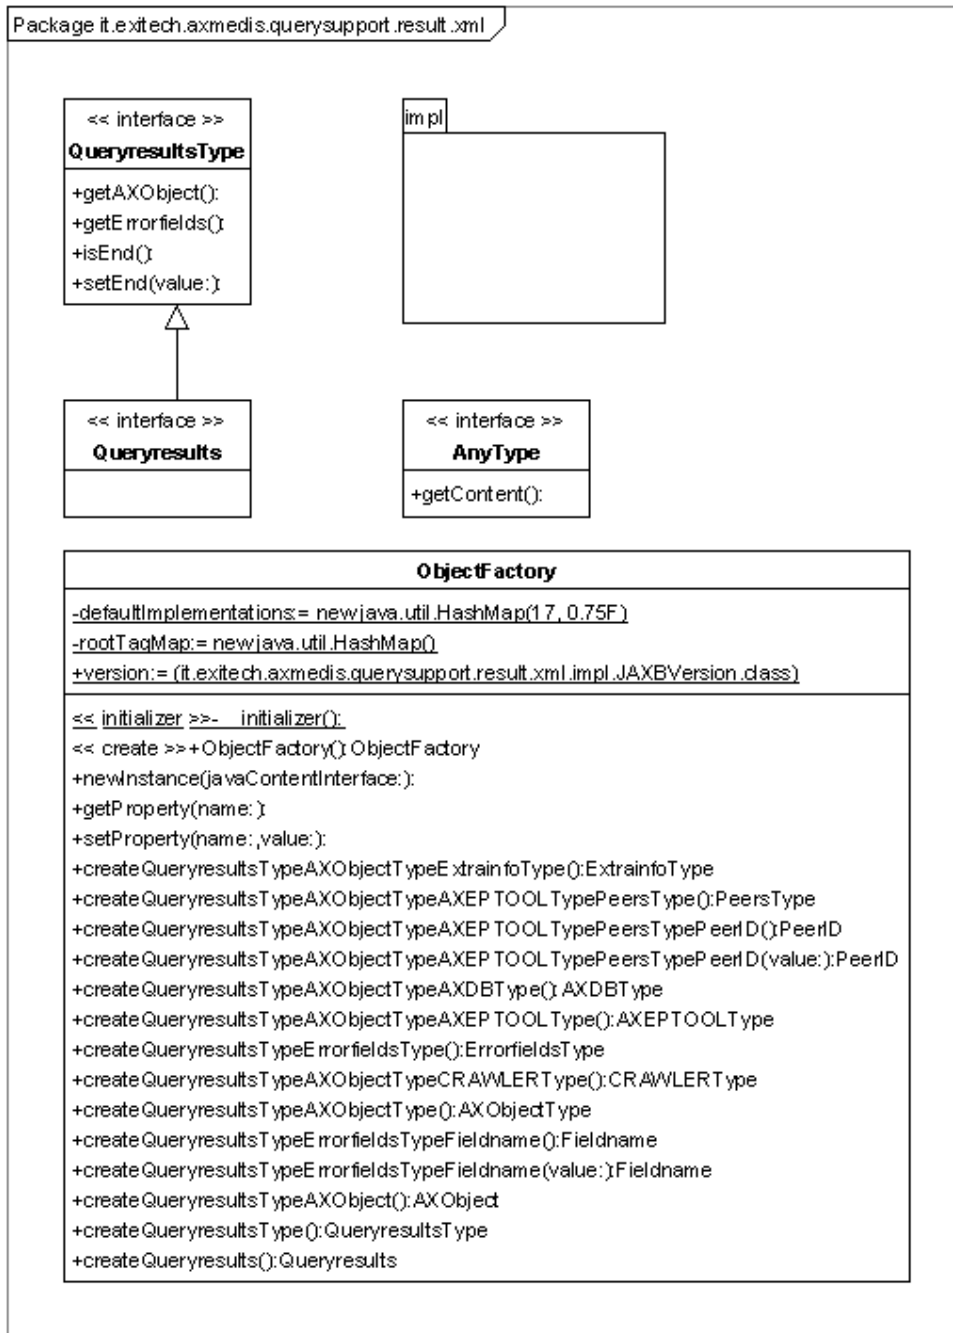 Package it.exitech.axmedis.querysupport.result.xml
<< interface >>
QueryresultsType
+getAXObject():
+getErrorfields():
+isEnd():
+setEnd(value:):
impl
<< interface >>
Queryresults
<< interface >>
AnyType
+getContent():
ObjectFactory
-defaultImplementations:= new java.util.HashMap(17, 0.75F)
-rootTagMap:= new java.util.HashMap()
+version:= (it.exitech.axmedis.querysupport.result.xml.impl.JAXBVersion.class)
<< initializer >>-__initializer():
<< create >>+ObjectFactory():ObjectFactory
+newInstance(javaContentInterface:):
+getProperty(name:):
+setProperty(name:,value:):
+createQueryresultsTypeAXObjectTypeExtrainfoType():ExtrainfoType
+createQueryresultsTypeAXObjectTypeAXEPTOOLTypePeersType():PeersType
+createQueryresultsTypeAXObjectTypeAXEPTOOLTypePeersTypePeerID():PeerID
+createQueryresultsTypeAXObjectTypeAXEPTOOLTypePeersTypePeerID(value:):PeerID
+createQueryresultsTypeAXObjectTypeAXDBType():AXDBType
+createQueryresultsTypeAXObjectTypeAXEPTOOLType():AXEPTOOLType
+createQueryresultsTypeErrorfieldsType():ErrorfieldsType
+createQueryresultsTypeAXObjectTypeCRAWLERType():CRAWLERType
+createQueryresultsTypeAXObjectType():AXObjectType
+createQueryresultsTypeErrorfieldsTypeFieldname():Fieldname
+createQueryresultsTypeErrorfieldsTypeFieldname(value:):Fieldname
+createQueryresultsTypeAXObject():AXObject
+createQueryresultsType():QueryresultsType
+createQueryresults():Queryresults